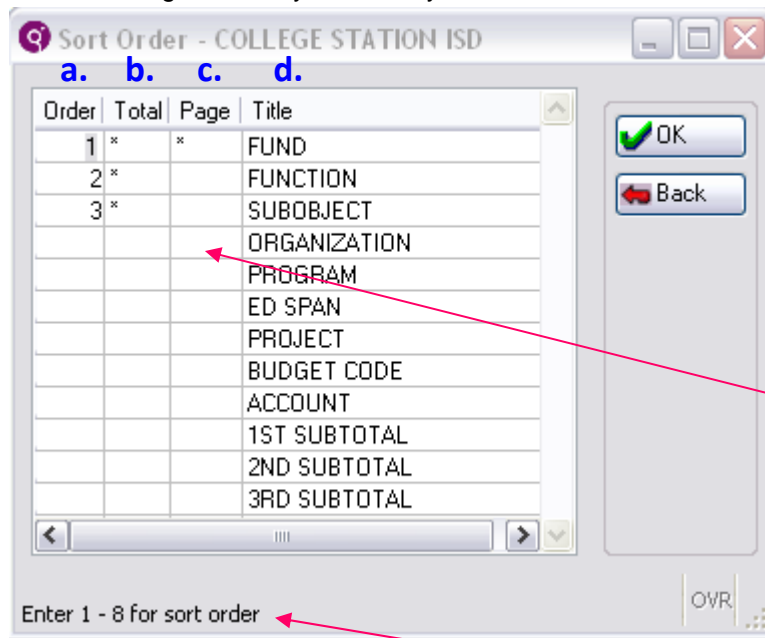 Sort Order - COLLEGE STATION ISD
a. b. c. d.
Order Total Page Title
1 * * FUND
2 * FUNCTION
3 * SUBOBJECT
ORGANIZATION
PROGRAM
ED SPAN
PROJECT
BUDGET CODE
ACCOUNT
1ST SUBTOTAL
2ND SUBTOTAL
3RD SUBTOTAL
OK
Back
Enter 1 - 8 for sort order
OVR